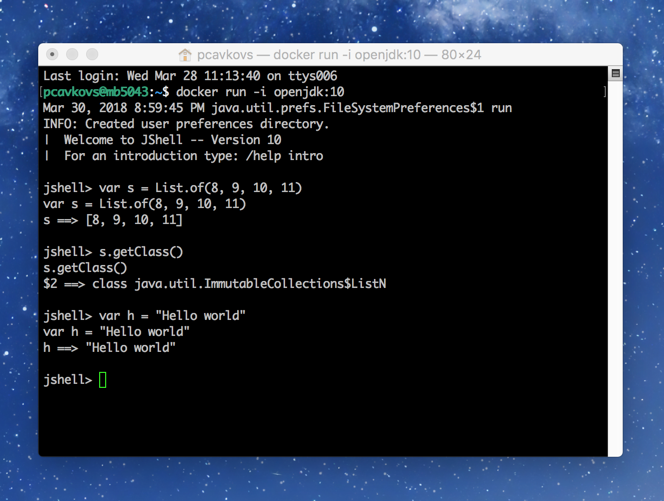 pcavkovs — docker run -i openjdk:10 — 80×24
Last login: Wed Mar 28 11:13:40 on ttys006
[pcavkovs@mb5043:~$ docker run -i openjdk:10 ]
Mar 30, 2018 8:59:45 PM java.util.prefs.FileSystemPreferences$1 run
INFO: Created user preferences directory.
|  Welcome to JShell -- Version 10
|  For an introduction type: /help intro
jshell> var s = List.of(8, 9, 10, 11)
var s = List.of(8, 9, 10, 11)
s ==> [8, 9, 10, 11]
jshell> s.getClass()
s.getClass()
$2 ==> class java.util.ImmutableCollections$ListN
jshell> var h = "Hello world"
var h = "Hello world"
h ==> "Hello world"
jshell>